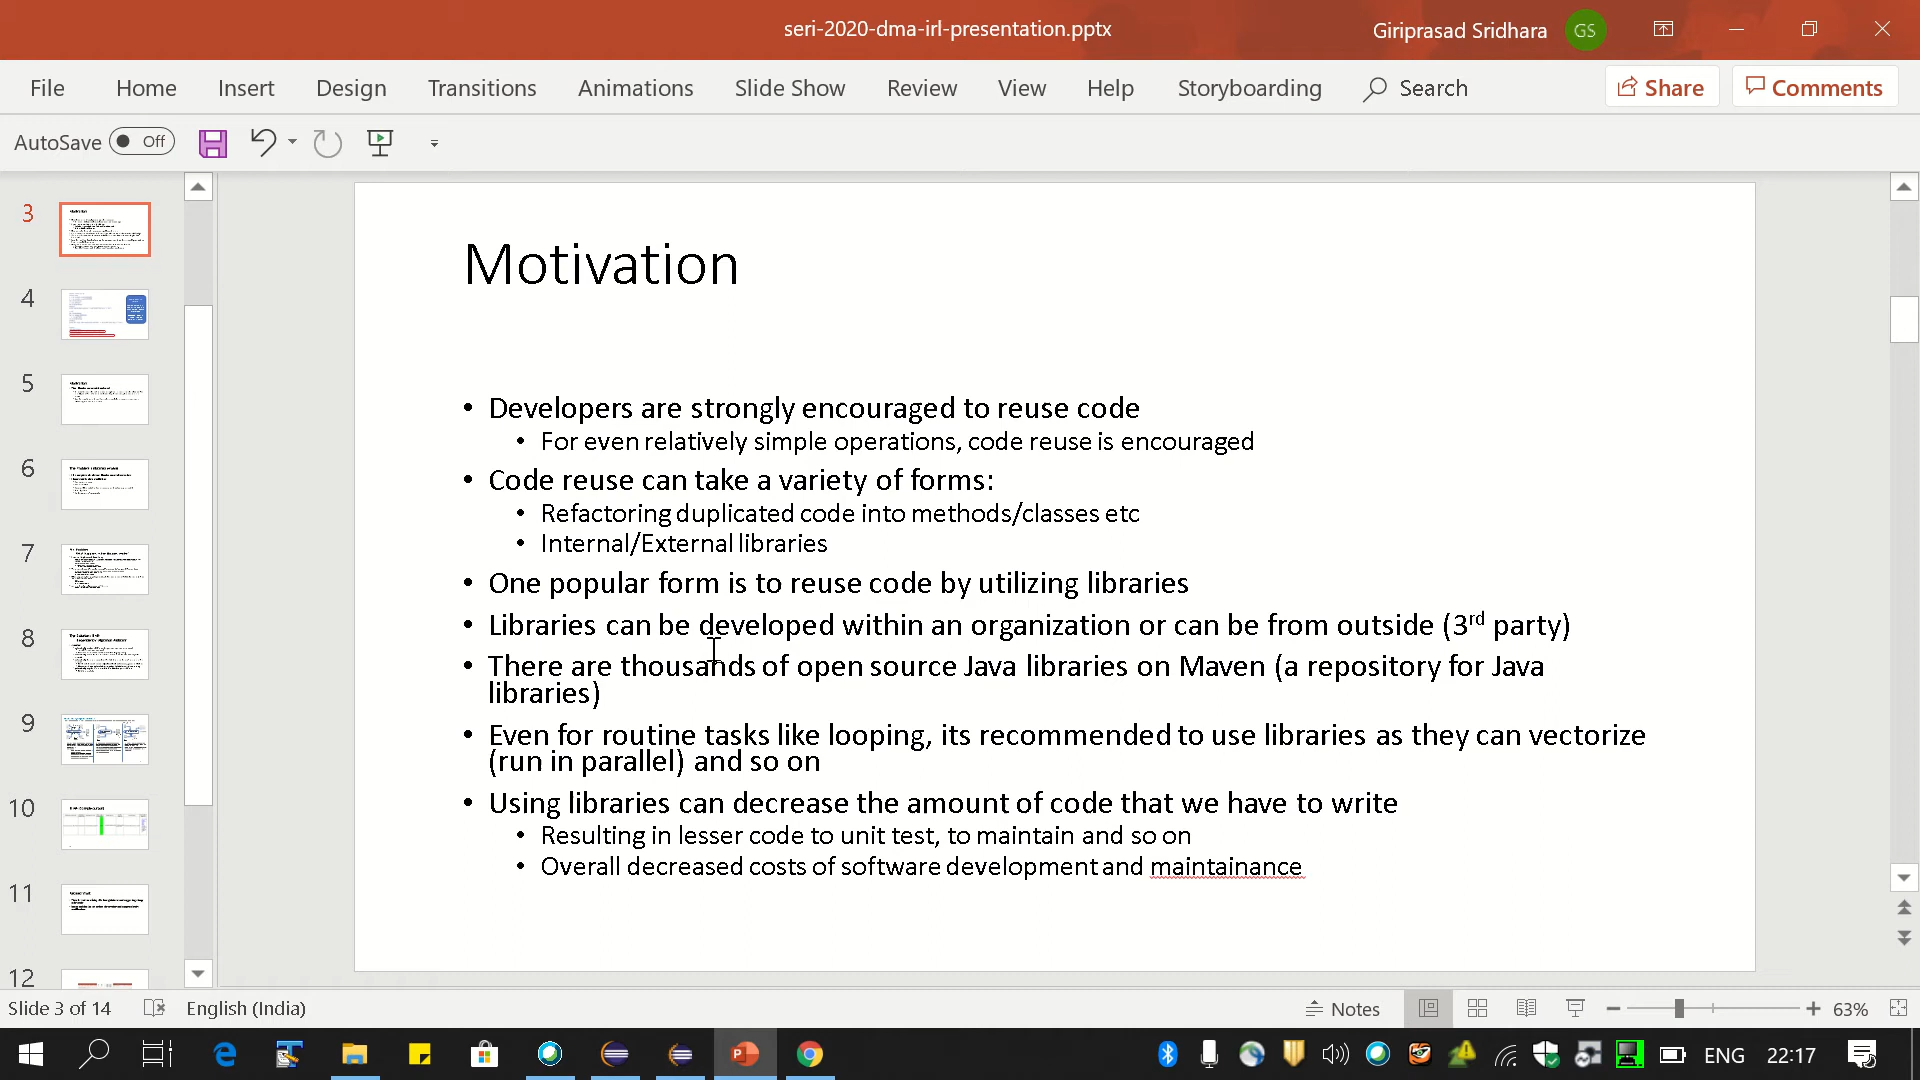 seri-2020-dma-irl-presentation.pptx
Giriprasad Sridhara
GS
File Home Insert Design Transitions Animations Slide Show Review View Help Storyboarding Search Share Comments
AutoSave Off
3
4
5
6
7
8
9
10
11
12
Motivation
• Developers are strongly encouraged to reuse code
• For even relatively simple operations, code reuse is encouraged
• Code reuse can take a variety of forms:
• Refactoring duplicated code into methods/classes etc
• Internal/External libraries
• One popular form is to reuse code by utilizing libraries
• Libraries can be developed within an organization or can be from outside (3rd party)
• There are thousands of open source Java libraries on Maven (a repository for Java
libraries)
• Even for routine tasks like looping, its recommended to use libraries as they can vectorize
(run in parallel) and so on
• Using libraries can decrease the amount of code that we have to write
• Resulting in lesser code to unit test, to maintain and so on
• Overall decreased costs of software development and maintainance
Slide 3 of 14 English (India) Notes 63%
ENG 22:17